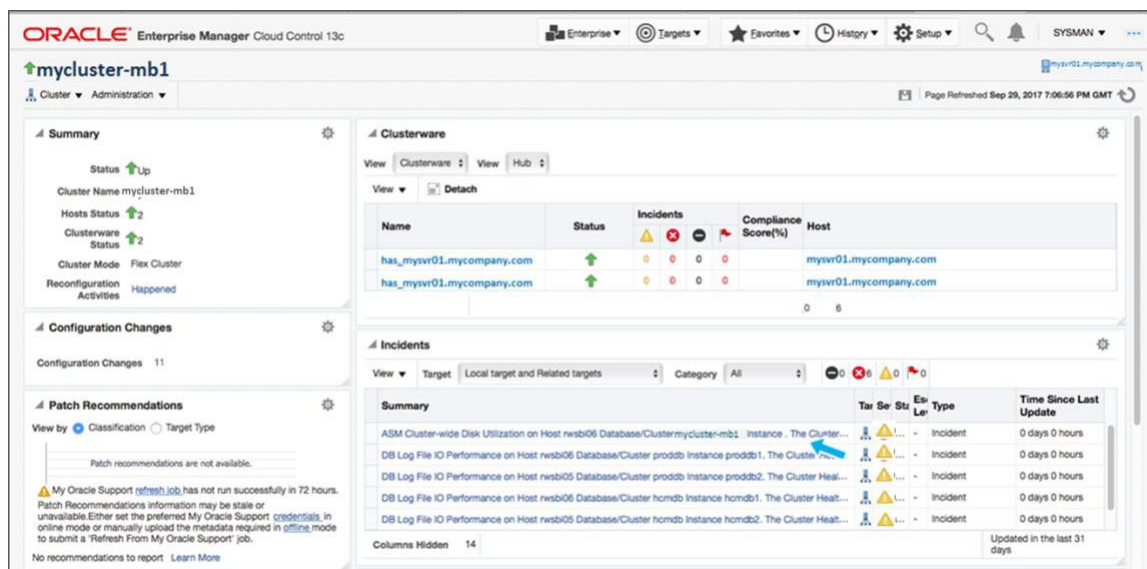 ORACLE Enterprise Manager Cloud Control 13c
Enterprise Targets Favorites History Setup SYSMAN
mycluster-mb1
mysvr01.mycompany.com
Cluster Administration
Page Refreshed Sep 29, 2017 7:06:56 PM GMT
Summary
Status Up
Cluster Name mycluster-mb1
Hosts Status 2
Clusterware Status 2
Cluster Mode Flex Cluster
Reconfiguration Activities Happened
Configuration Changes
Configuration Changes 11
Patch Recommendations
View by Classification Target Type
Patch recommendations are not available.
My Oracle Support refresh job has not run successfully in 72 hours.
Patch Recommendations information may be stale or
unavailable.Either set the preferred My Oracle Support credentials in
online mode or manually upload the metadata required in offline mode
to submit a 'Refresh From My Oracle Support' job.
No recommendations to report Learn More
Clusterware
View Clusterware View Hub
View Detach
Name Status Incidents Compliance Score(%) Host
has_mysvr01.mycompany.com 0 0 0 0 mysvr01.mycompany.com
has_mysvr01.mycompany.com 0 0 0 0 mysvr01.mycompany.com
0 6
Incidents
View Target Local target and Related targets Category All 0 6 0 0
Summary Tar Se Sta Es Le Type Time Since Last Update
ASM Cluster-wide Disk Utilization on Host rwsbi06 Database/Cluster mycluster-mb1 Instance . The Cluster... - Incident 0 days 0 hours
DB Log File IO Performance on Host rwsbi06 Database/Cluster proddb Instance proddb1. The Cluster - Incident 0 days 0 hours
DB Log File IO Performance on Host rwsbi05 Database/Cluster proddb Instance proddb2. The Cluster Heal... - Incident 0 days 0 hours
DB Log File IO Performance on Host rwsbi06 Database/Cluster hcmdb Instance hcmdb1. The Cluster Healt... - Incident 0 days 0 hours
DB Log File IO Performance on Host rwsbi05 Database/Cluster hcmdb Instance hcmdb2. The Cluster Healt... - Incident 0 days 0 hours
Columns Hidden 14
Updated in the last 31 days